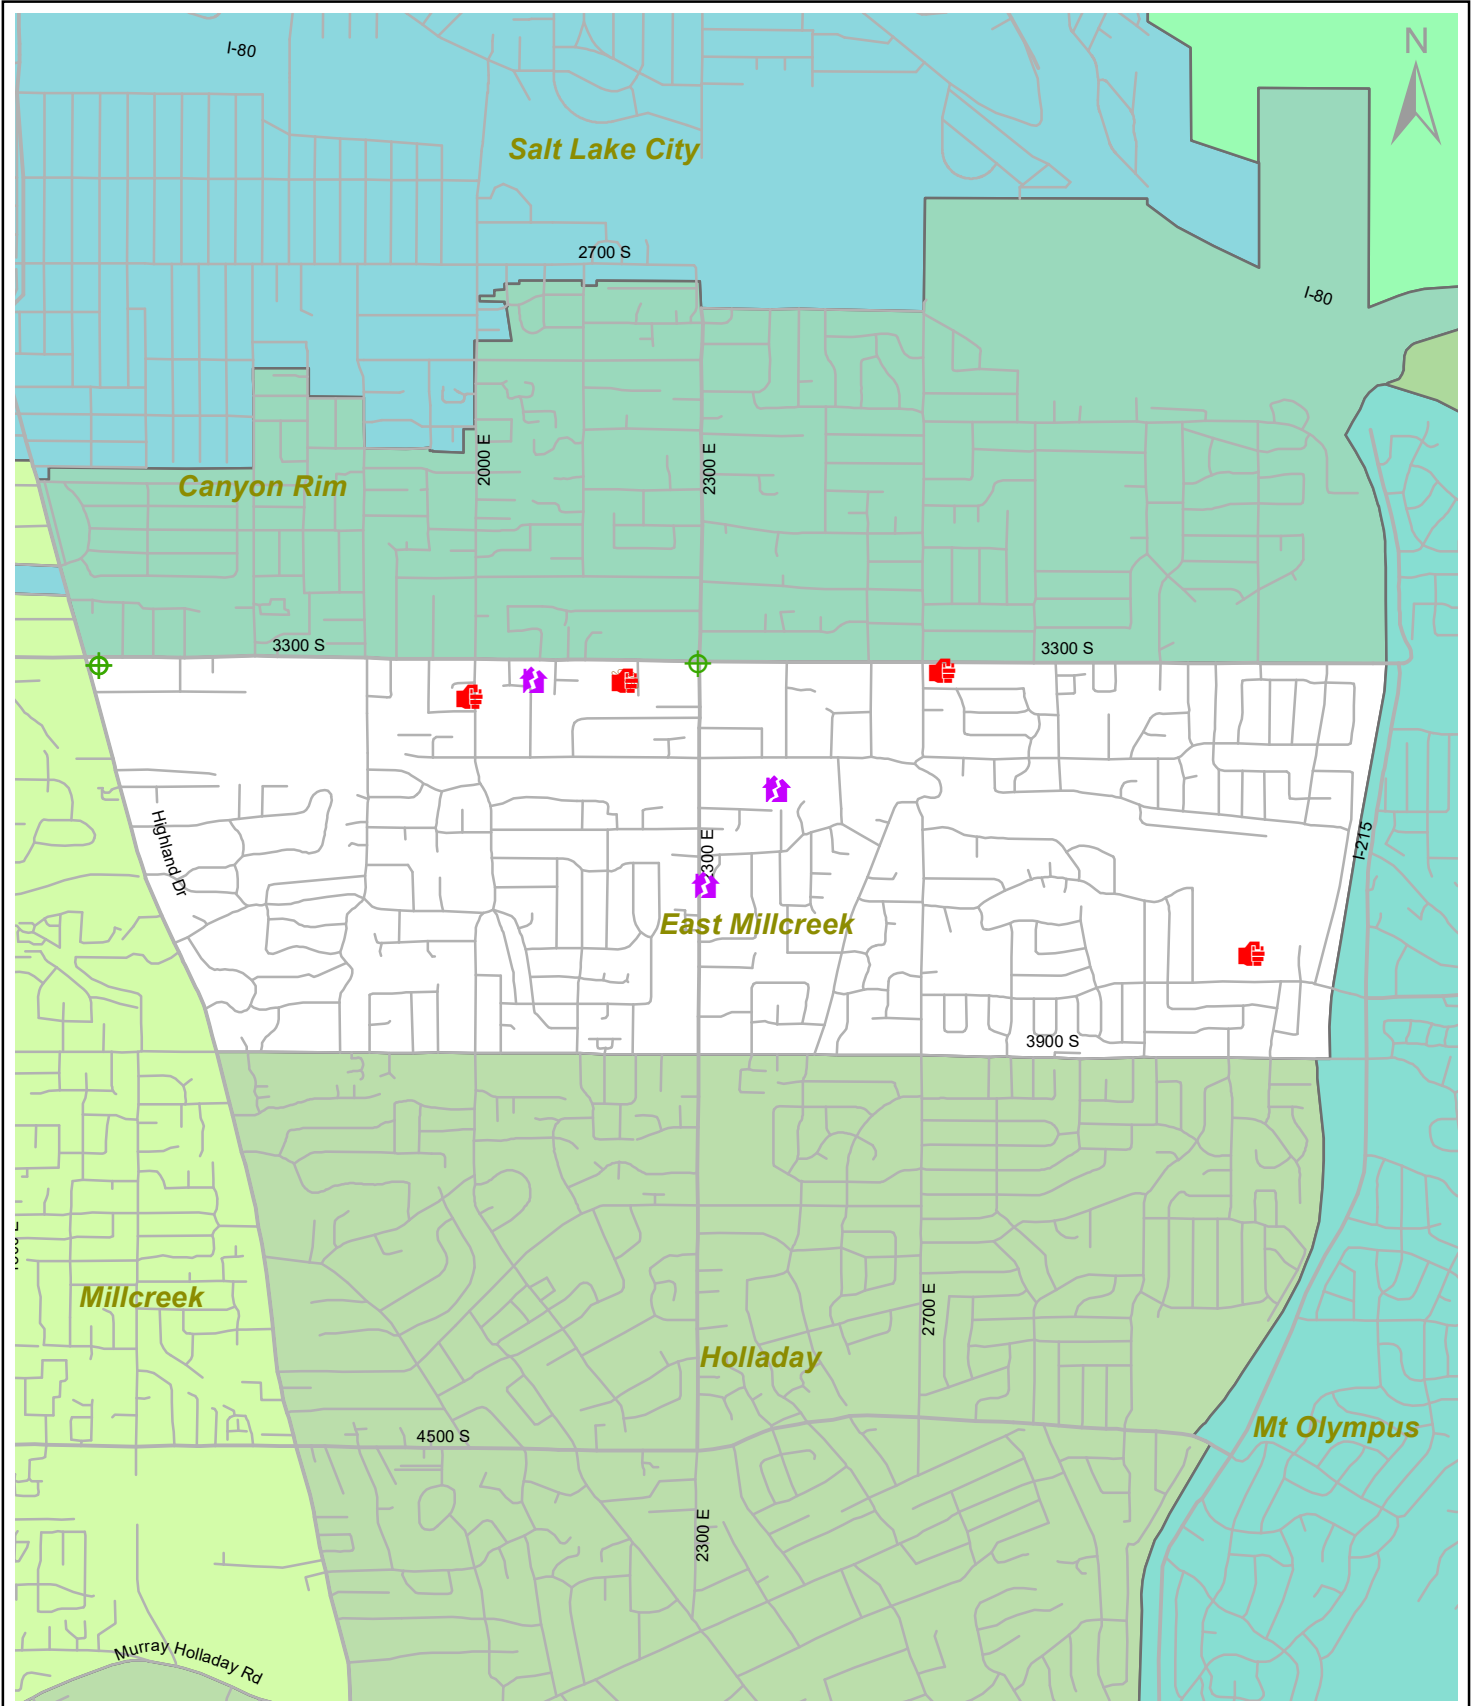 I-80
N
Salt Lake City
2700 S
I-80
2000 E
2300 E
Canyon Rim
3300 S
3300 S
Highland Dr
I-215
2300 E
East Millcreek
3900 S
Millcreek
2700 E
Holladay
Mt Olympus
4500 S
2300 E
Murray Holladay Rd